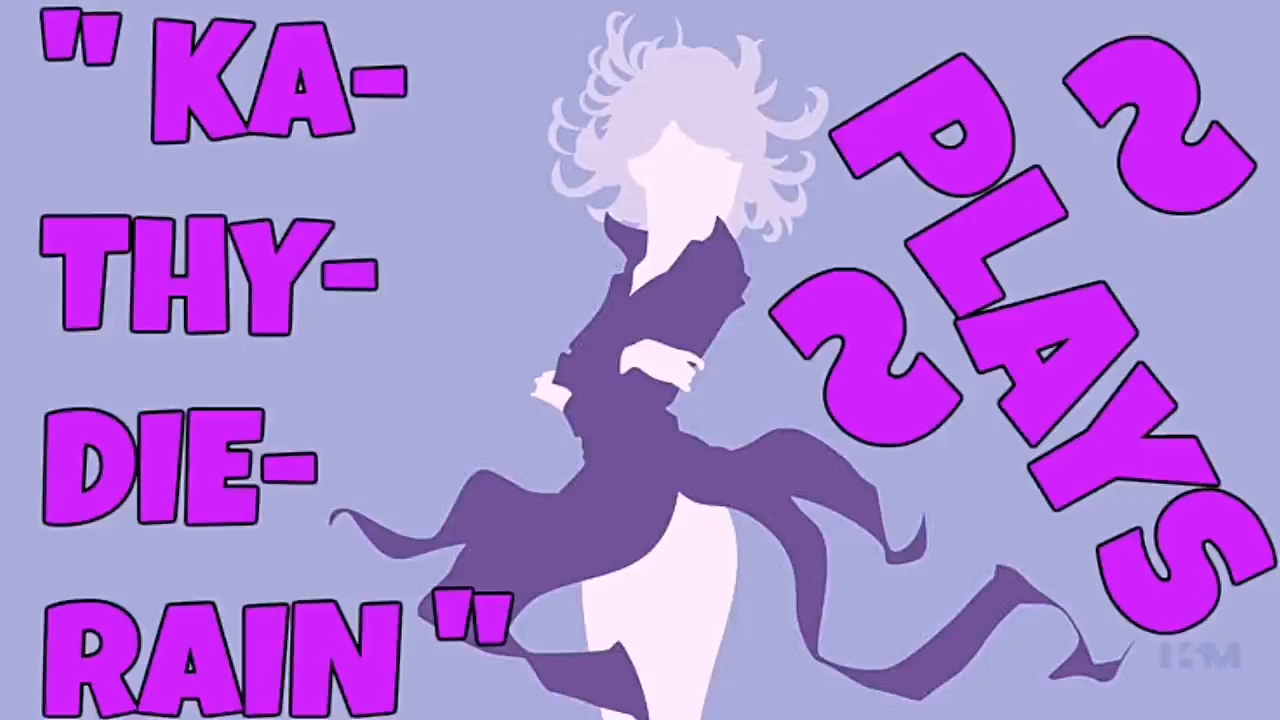 " KA-
THY-
DIE-
RAIN "
S PLAYS S